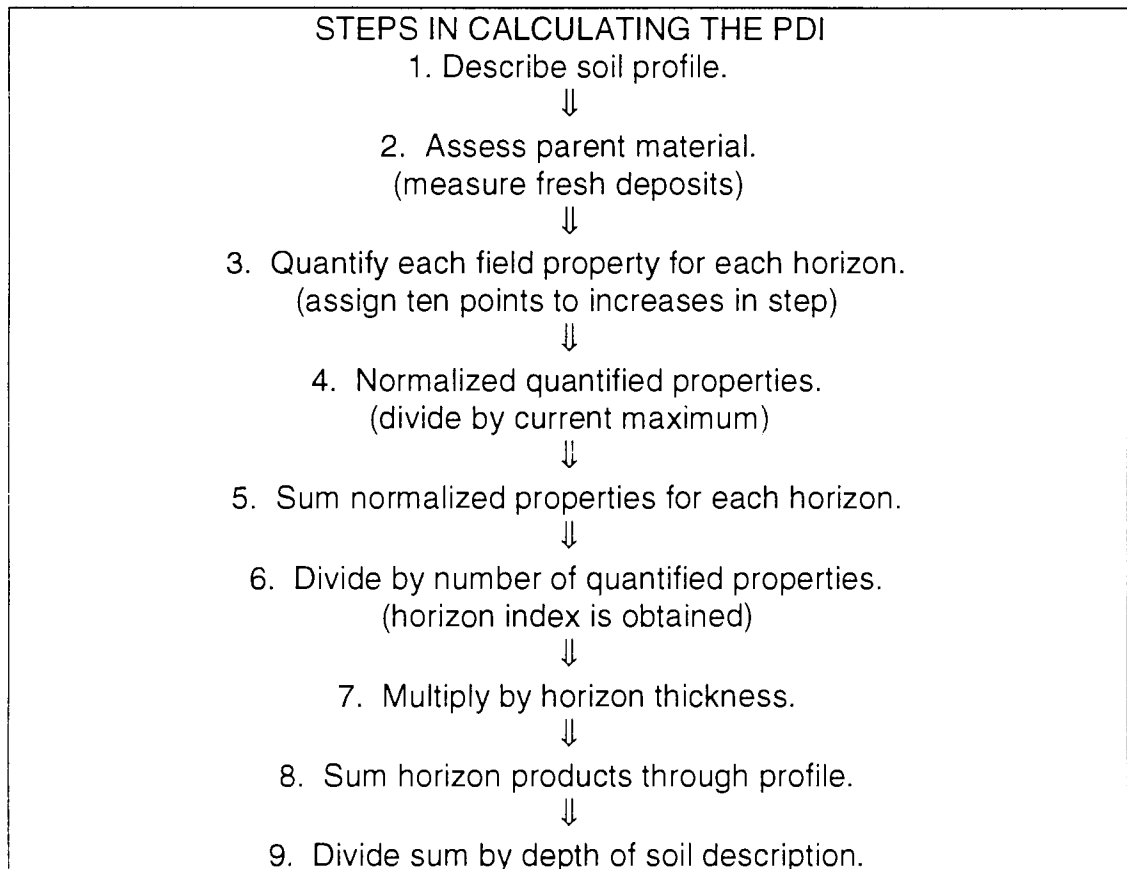 STEPS IN CALCULATING THE PDI
1. Describe soil profile.
⇓
2. Assess parent material.
(measure fresh deposits)
⇓
3. Quantify each field property for each horizon.
(assign ten points to increases in step)
⇓
4. Normalized quantified properties.
(divide by current maximum)
⇓
5. Sum normalized properties for each horizon.
⇓
6. Divide by number of quantified properties.
(horizon index is obtained)
⇓
7. Multiply by horizon thickness.
⇓
8. Sum horizon products through profile.
⇓
9. Divide sum by depth of soil description.